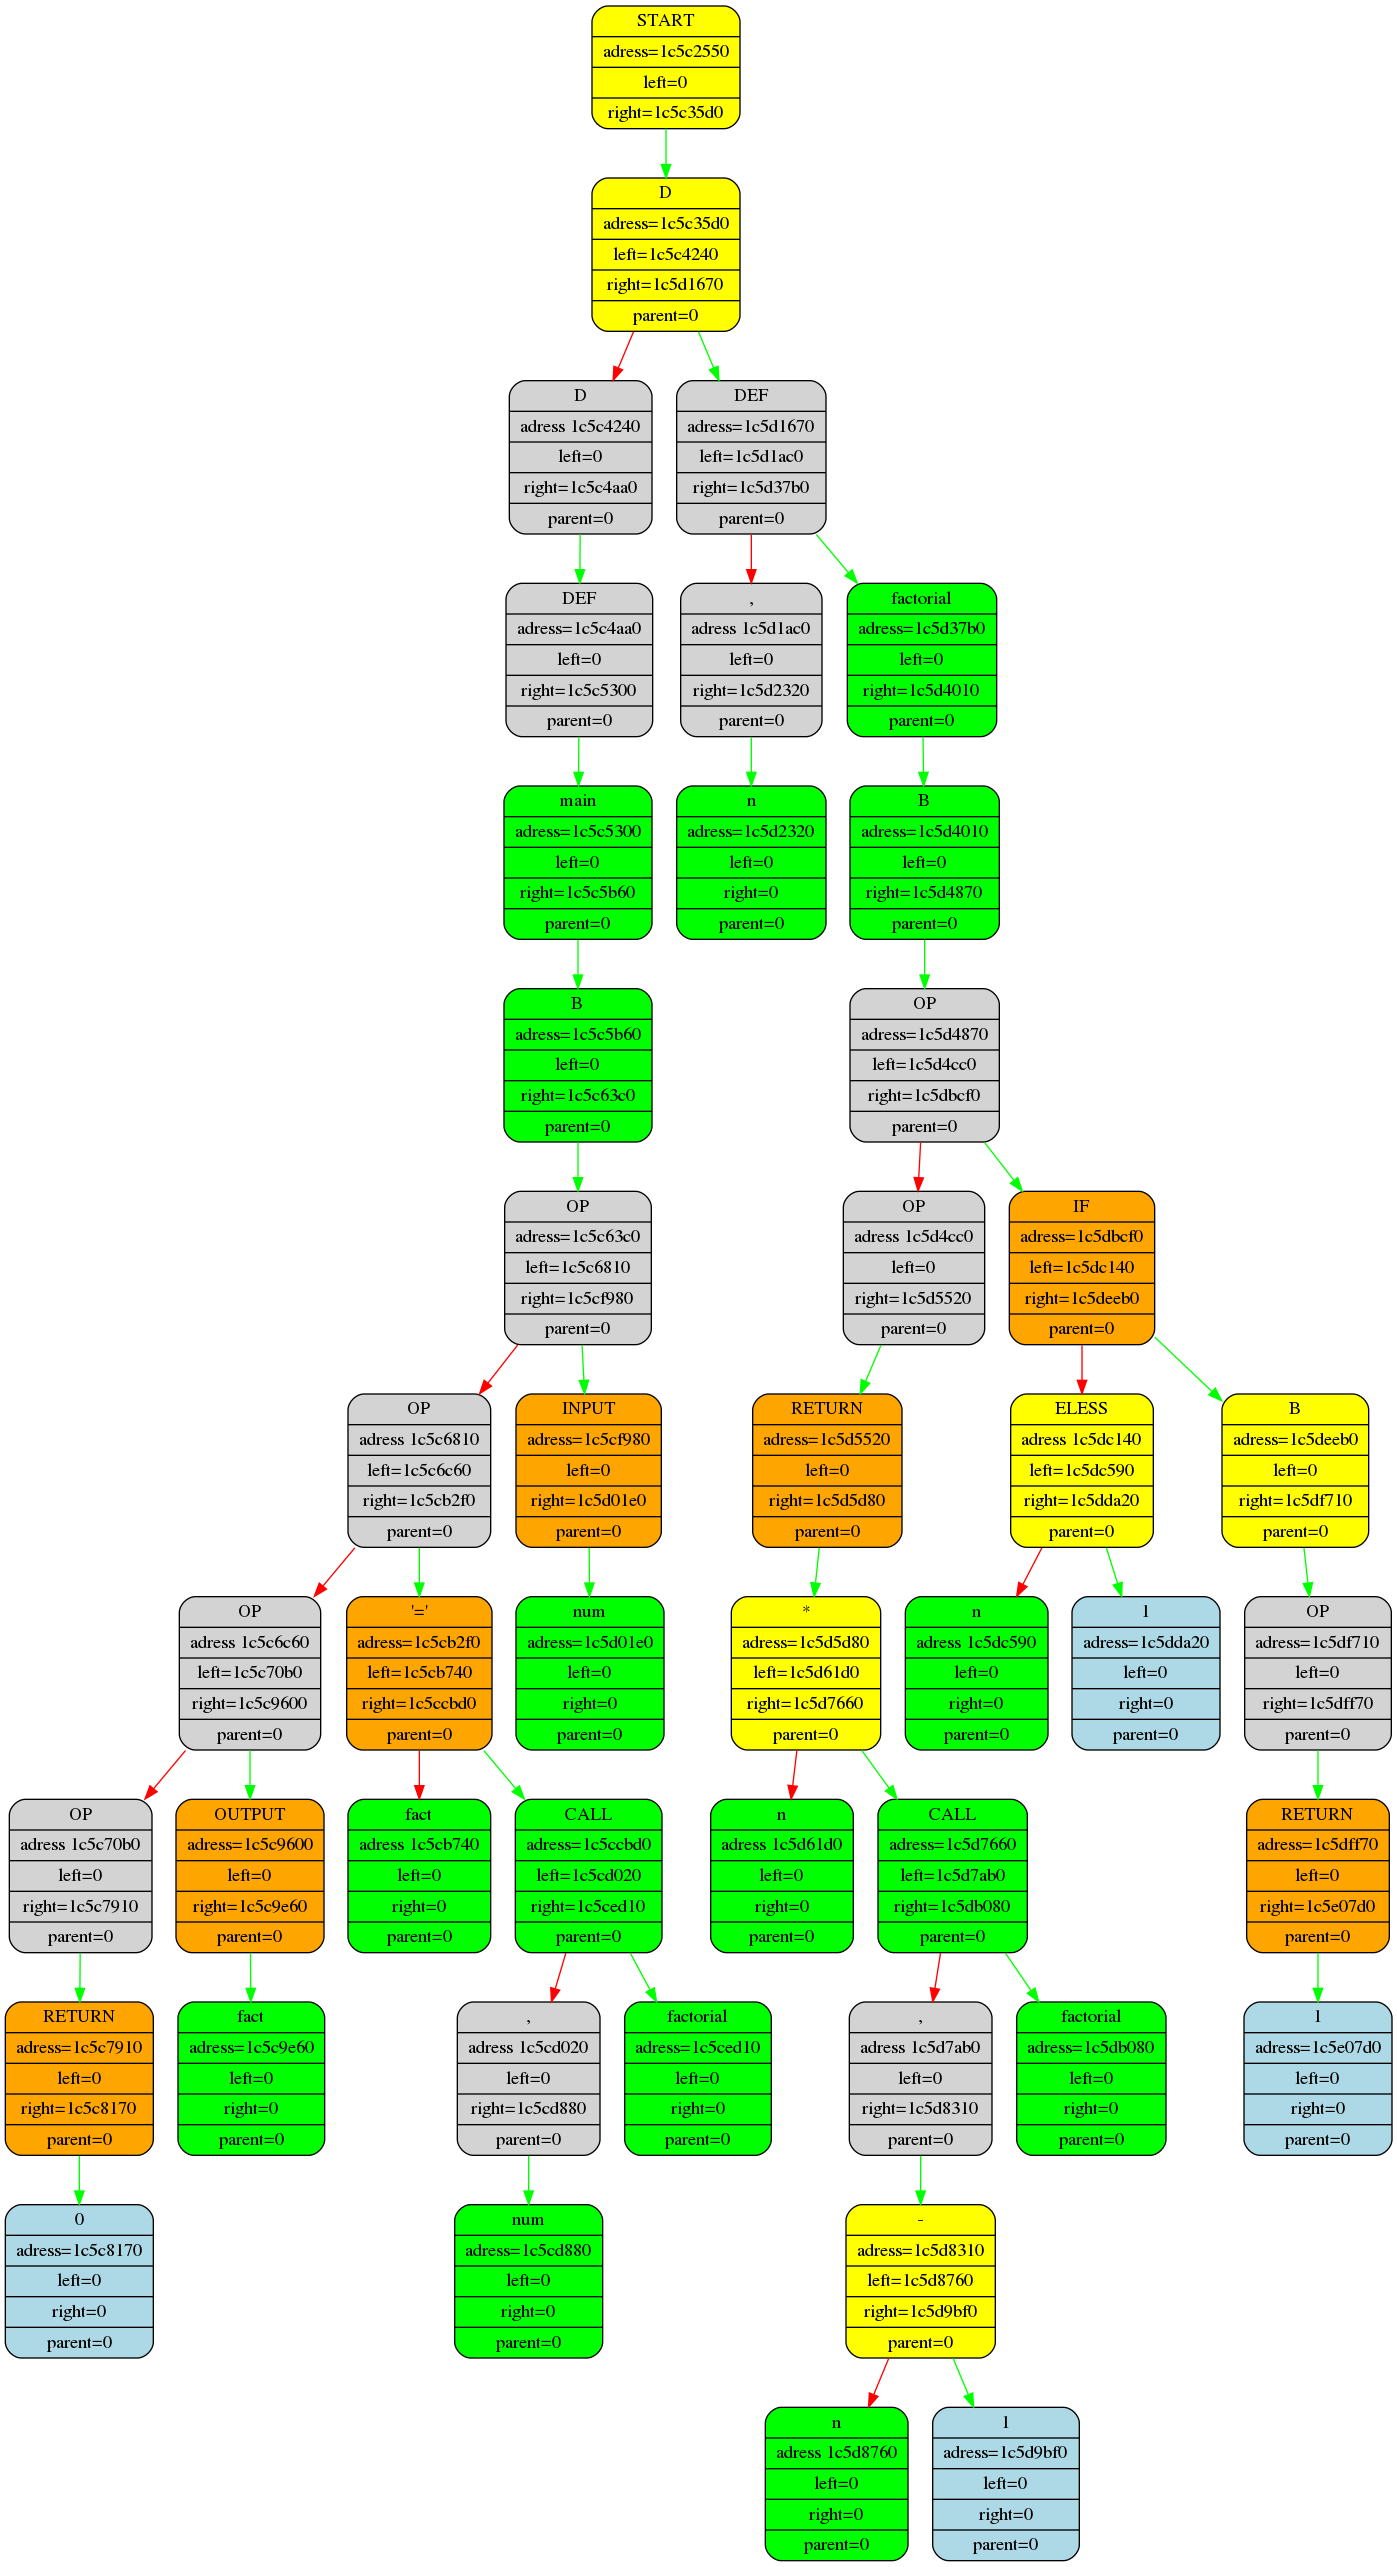 START
adress=1c5c2550
left=0
right=1c5c35d0
D
adress=1c5c35d0
left=1c5c4240
right=1c5d1670
parent=0
D
adress 1c5c4240
left=0
right=1c5c4aa0
parent=0
DEF
adress=1c5d1670
left=1c5d1ac0
right=1c5d37b0
parent=0
DEF
adress=1c5c4aa0
left=0
right=1c5c5300
parent=0
,
adress 1c5d1ac0
left=0
right=1c5d2320
parent=0
factorial
adress=1c5d37b0
left=0
right=1c5d4010
parent=0
main
adress=1c5c5300
left=0
right=1c5c5b60
parent=0
n
adress=1c5d2320
left=0
right=0
parent=0
B
adress=1c5d4010
left=0
right=1c5d4870
parent=0
B
adress=1c5c5b60
left=0
right=1c5c63c0
parent=0
OP
adress=1c5d4870
left=1c5d4cc0
right=1c5dbcf0
parent=0
OP
adress=1c5c63c0
left=1c5c6810
right=1c5cf980
parent=0
OP
adress 1c5d4cc0
left=0
right=1c5d5520
parent=0
IF
adress=1c5dbcf0
left=1c5dc140
right=1c5deeb0
parent=0
OP
adress 1c5c6810
left=1c5c6c60
right=1c5cb2f0
parent=0
INPUT
adress=1c5cf980
left=0
right=1c5d01e0
parent=0
RETURN
adress=1c5d5520
left=0
right=1c5d5d80
parent=0
ELESS
adress 1c5dc140
left=1c5dc590
right=1c5dda20
parent=0
B
adress=1c5deeb0
left=0
right=1c5df710
parent=0
OP
adress 1c5c6c60
left=1c5c70b0
right=1c5c9600
parent=0
'='
adress=1c5cb2f0
left=1c5cb740
right=1c5ccbd0
parent=0
num
adress=1c5d01e0
left=0
right=0
parent=0
*
adress=1c5d5d80
left=1c5d61d0
right=1c5d7660
parent=0
n
adress 1c5dc590
left=0
right=0
parent=0
1
adress=1c5dda20
left=0
right=0
parent=0
OP
adress=1c5df710
left=0
right=1c5dff70
parent=0
OP
adress 1c5c70b0
left=0
right=1c5c7910
parent=0
OUTPUT
adress=1c5c9600
left=0
right=1c5c9e60
parent=0
fact
adress 1c5cb740
left=0
right=0
parent=0
CALL
adress=1c5ccbd0
left=1c5cd020
right=1c5ced10
parent=0
n
adress 1c5d61d0
left=0
right=0
parent=0
CALL
adress=1c5d7660
left=1c5d7ab0
right=1c5db080
parent=0
RETURN
adress=1c5dff70
left=0
right=1c5e07d0
parent=0
RETURN
adress=1c5c7910
left=0
right=1c5c8170
parent=0
fact
adress=1c5c9e60
left=0
right=0
parent=0
,
adress 1c5cd020
left=0
right=1c5cd880
parent=0
factorial
adress=1c5ced10
left=0
right=0
parent=0
,
adress 1c5d7ab0
left=0
right=1c5d8310
parent=0
factorial
adress=1c5db080
left=0
right=0
parent=0
1
adress=1c5e07d0
left=0
right=0
parent=0
0
adress=1c5c8170
left=0
right=0
parent=0
num
adress=1c5cd880
left=0
right=0
parent=0
-
adress=1c5d8310
left=1c5d8760
right=1c5d9bf0
parent=0
n
adress 1c5d8760
left=0
right=0
parent=0
1
adress=1c5d9bf0
left=0
right=0
parent=0